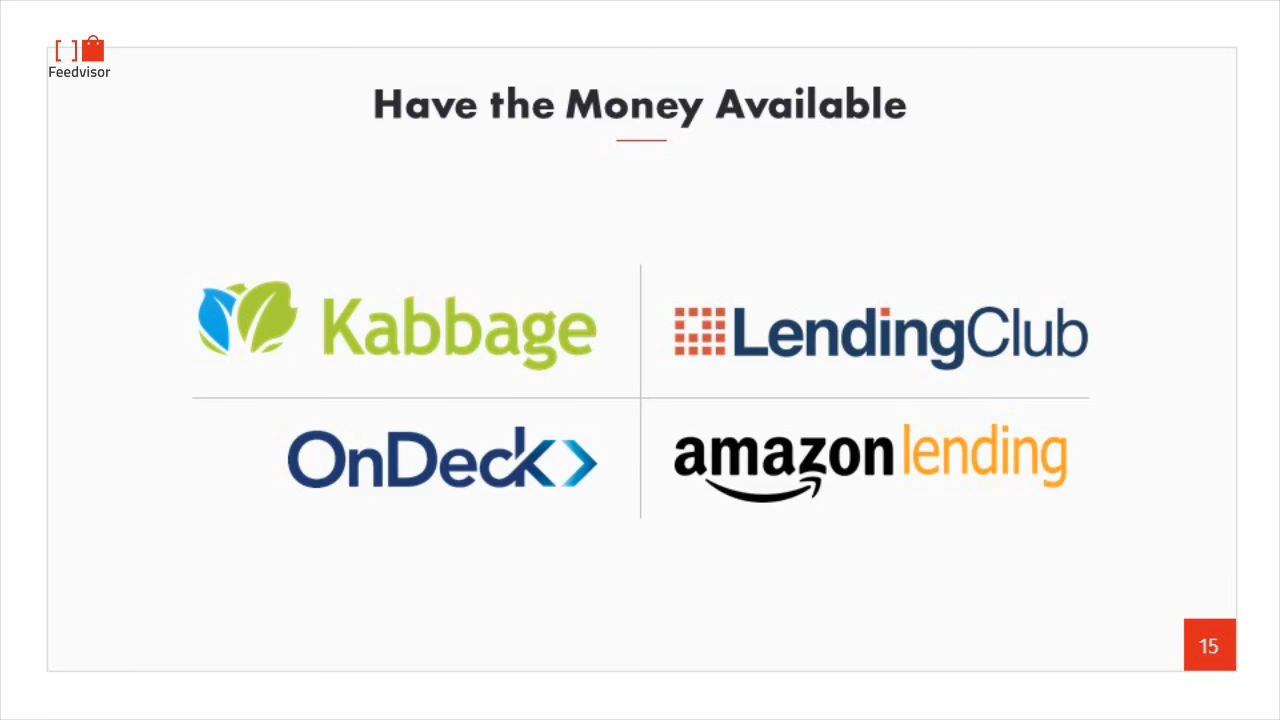 Feedvisor
Have the Money Available
Kabbage
LendingClub
OnDeck
amazon lending
15